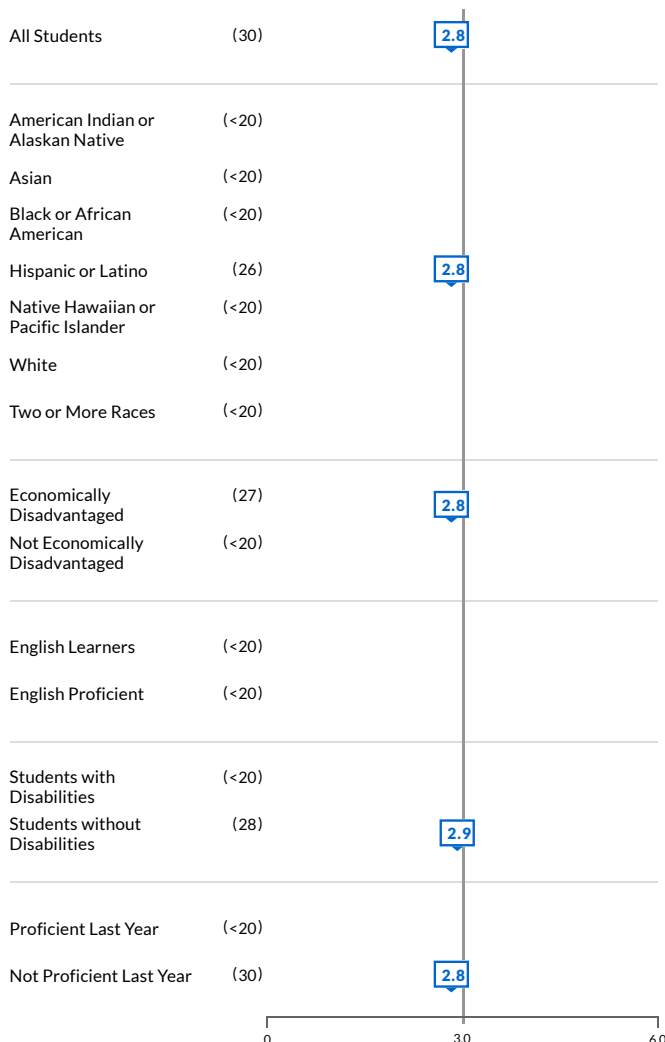 All Students (30) 2.8
American Indian or (<20)
Alaskan Native
Asian (<20)
Black or African (<20)
American
Hispanic or Latino (26) 2.8
Native Hawaiian or (<20)
Pacific Islander
White (<20)
Two or More Races (<20)
Economically (27) 2.8
Disadvantaged
Not Economically (<20)
Disadvantaged
English Learners (<20)
English Proficient (<20)
Students with (<20)
Disabilities
Students without (28) 2.9
Disabilities
Proficient Last Year (<20)
Not Proficient Last Year (30) 2.8
0 3.0 6.0